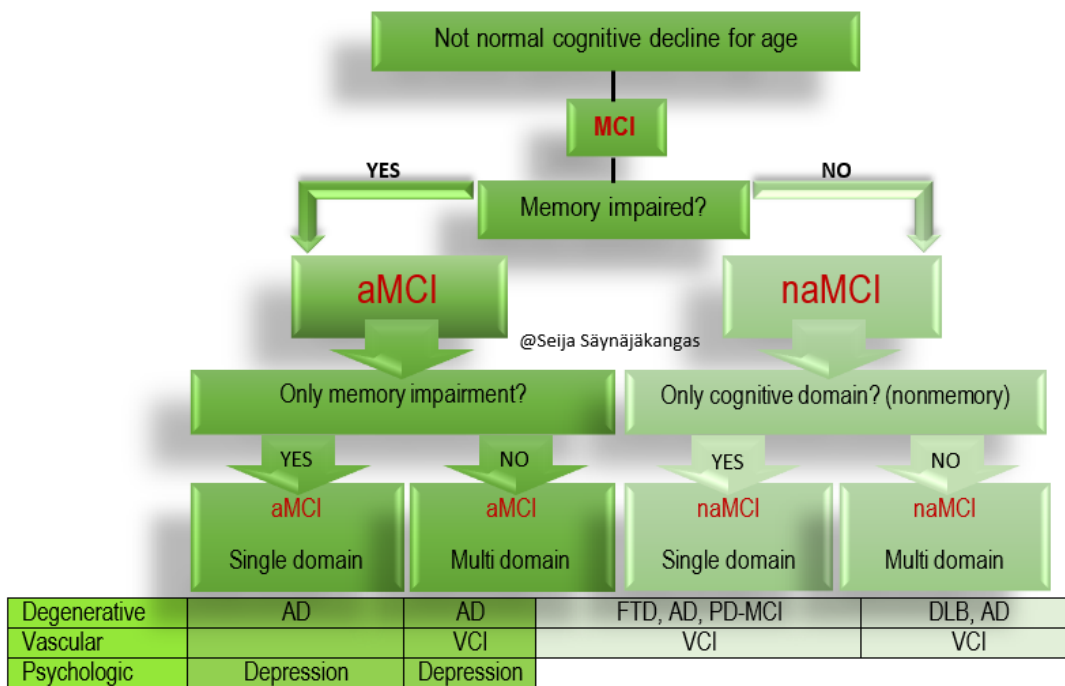 Not normal cognitive decline for age
MCI
YES
NO
Memory impaired?
aMCI
naMCI
@Seija Säynäjäkangas
Only memory impairment?
Only cognitive domain? (nonmemory)
YES
NO
YES
NO
aMCI
aMCI
naMCI
naMCI
Single domain
Multi domain
Single domain
Multi domain
Degenerative AD AD FTD, AD, PD-MCI DLB, AD
Vascular VCI VCI VCI
Psychologic Depression Depression